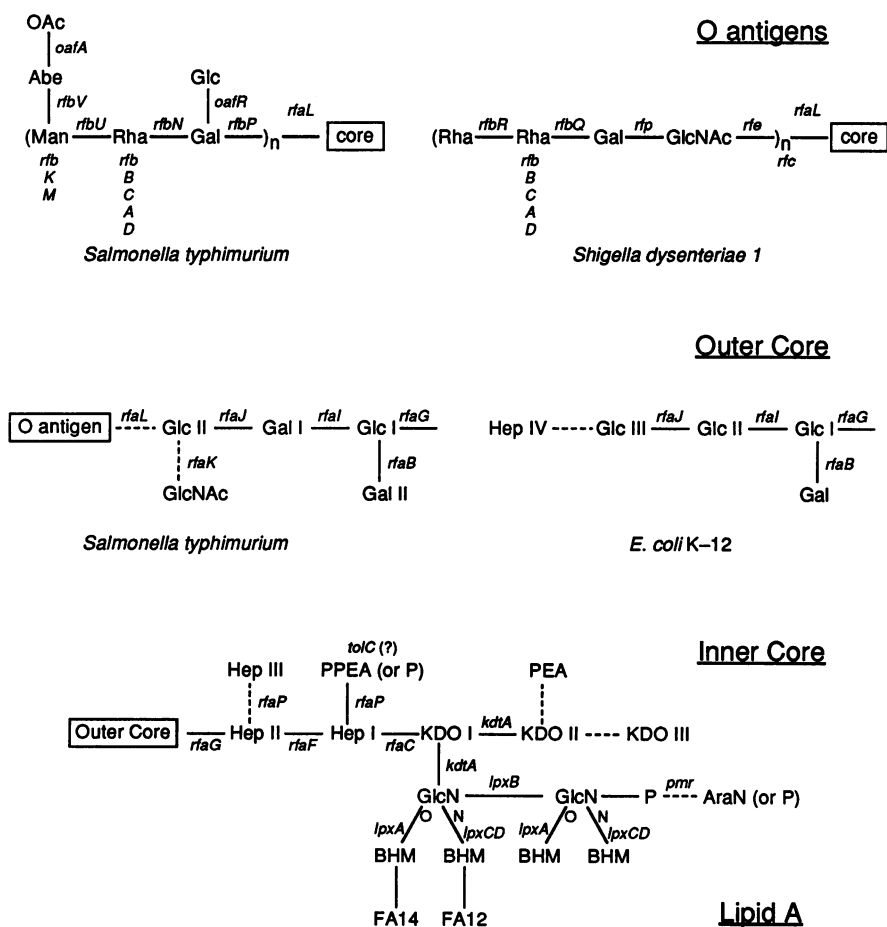 O antigens
OAc
oafA
Abe Glc
rfbV oafR
(Man rfbU Rha rfbN Gal rfbP )n rfaL core
rfb rfb
K B
M C
A
D
Salmonella typhimurium
(Rha rfbR Rha rfbQ Gal rfp GlcNAc rfe )n rfaL core
rfb rfc
B
C
A
D
Shigella dysenteriae 1
Outer Core
O antigen rfaL Glc II rfaJ Gal I rfaI Glc I rfaG
rfaK rfaB
GlcNAc Gal II
Salmonella typhimurium
Hep IV Glc III rfaJ Glc II rfaI Glc I rfaG
rfaB
Gal
E. coli K–12
Inner Core
tolC (?)
Hep III PPEA (or P) PEA
rfaP rfaP
Outer Core rfaG Hep II rfaF Hep I rfaC KDO I kdtA KDO II KDO III
kdtA
GlcN lpxB GlcN P pmr AraN (or P)
O N O N
lpxA lpxCD lpxA lpxCD
BHM BHM BHM BHM
FA14 FA12
Lipid A